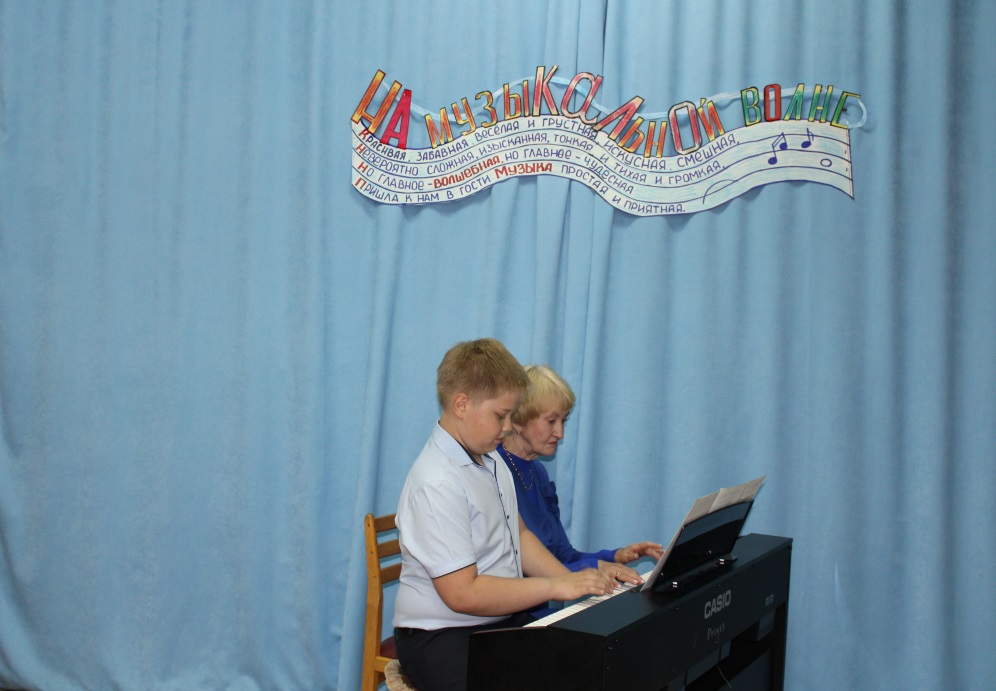 НА МУЗЫКАЛЬНОЙ ВОЛНЕ
Красивая, забавная весёлая и грустная, искусная смешная,
Невероятно сложная, изысканная, тонкая и тихая и громкая,
Но главное - волшебная, но главное - чудесная
Пришла к нам в гости Музыка простая и приятная.
CASIO
Privia